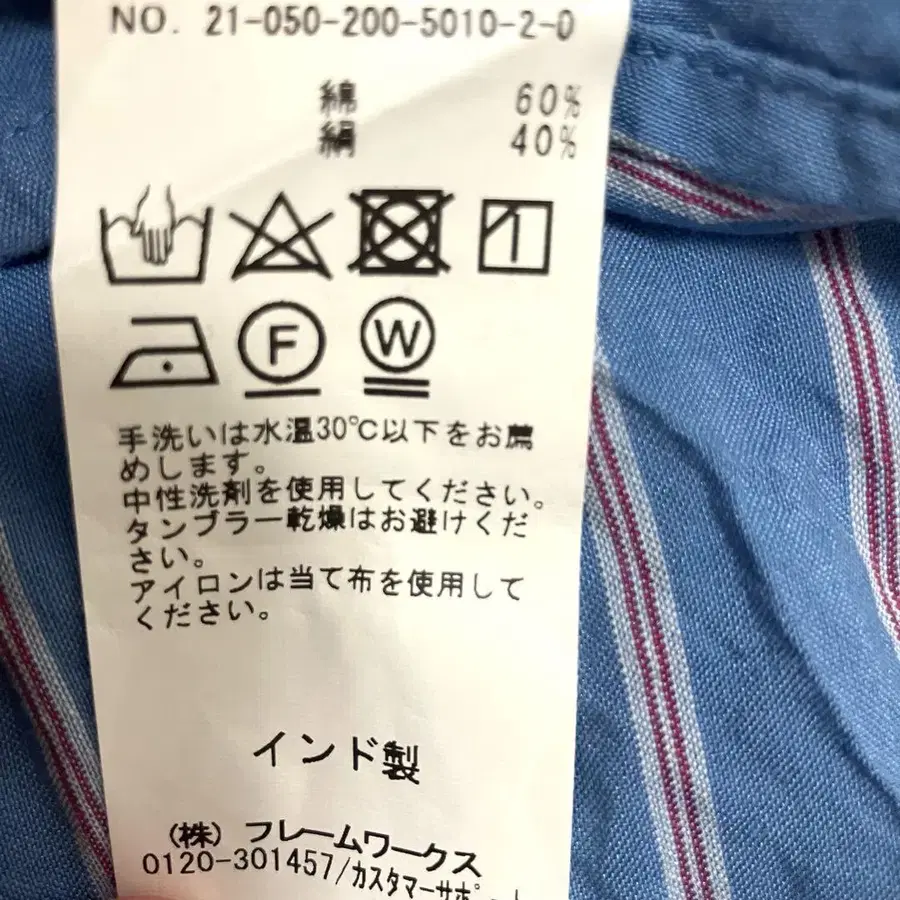 NO. 21-050-200-5010-2-0
綿 60%
絹 40%
F W
手洗いは水温30℃以下をお薦
めします。
中性洗剤を使用してください。
タンブラー乾燥はお避けくだ
さい。
アイロンは当て布を使用して
ください。
インド製
(株) フレームワークス
0120-301457/カスタマーサポート